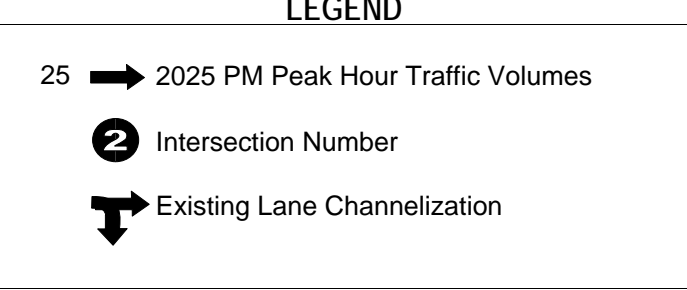 LEGEND
25 2025 PM Peak Hour Traffic Volumes
2 Intersection Number
Existing Lane Channelization